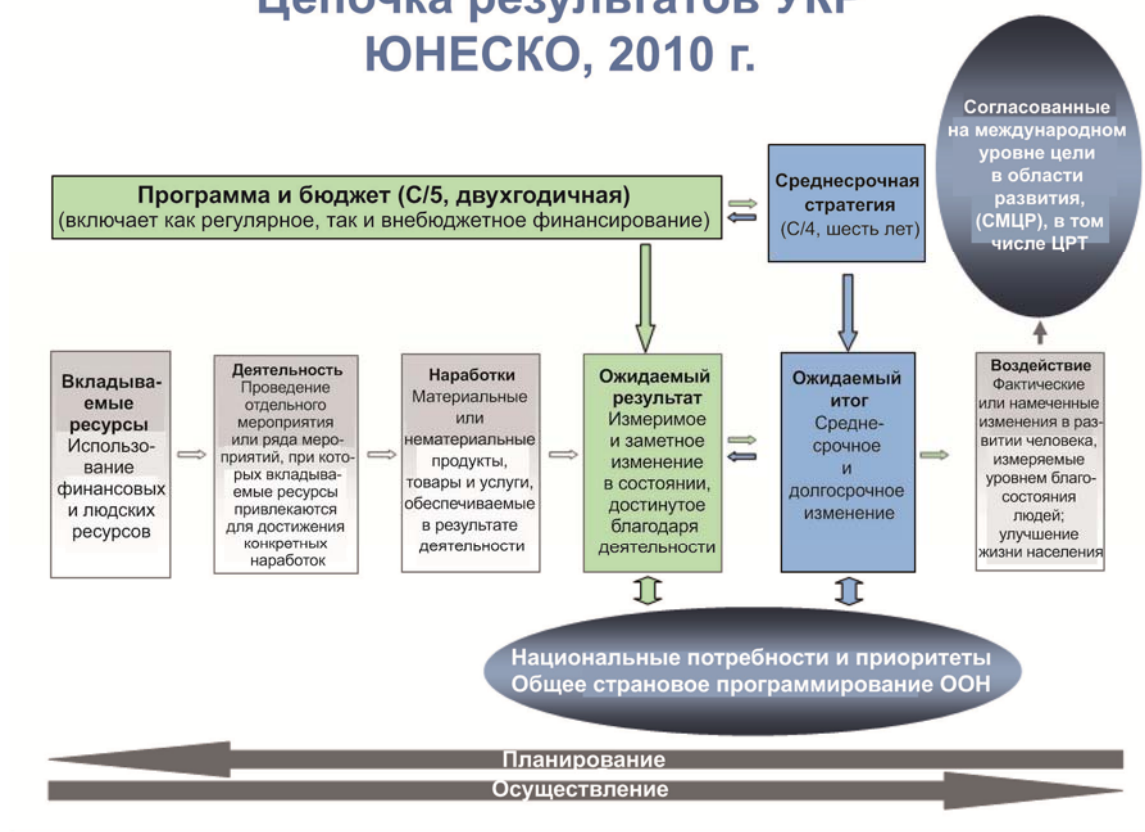 Цепочка результатов УКР
ЮНЕСКО, 2010 г.
Согласованные
на международном
уровне цели
в области
развития,
(СМЦР), в том
числе ЦРТ
Программа и бюджет (С/5, двухгодичная)
(включает как регулярное, так и внебюджетное финансирование)
Среднесрочная
стратегия
(С/4, шесть лет)
Вкладыва-
емые
ресурсы
Использо-
вание
финансовых
и людских
ресурсов
Деятельность
Проведение
отдельного
мероприятия
или ряда меро-
приятий, при кото-
рых вкладыва-
емые ресурсы
привлекаются
для достижения
конкретных
наработок
Наработки
Материальные
или
нематериальные
продукты,
товары и услуги,
обеспечиваемые
в результате
деятельности
Ожидаемый
результат
Измеримое
и заметное
изменение
в состоянии,
достинутое
благодаря
деятельности
Ожидаемый
итог
Средне-
срочное
и
долгосрочное
изменение
Воздействие
Фактические
или намеченные
изменения в раз-
витии человека,
измеряемые
уровнем благо-
состояния
людей;
улучшение
жизни населения
Национальные потребности и приоритеты
Общее страновое программирование ООН
Планирование
Осуществление